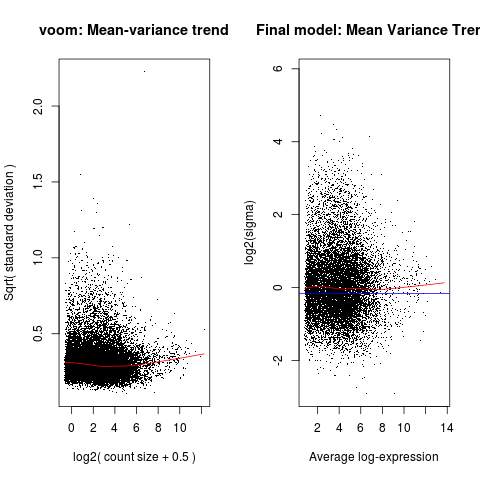 voom: Mean-variance trend
Sqrt( standard deviation )
0.5 1.0 1.5 2.0
0 2 4 6 8 10
log2( count size + 0.5 )
Final model: Mean Variance Tren
log2(sigma)
-2 0 2 4 6
2 4 6 8 10 14
Average log-expression